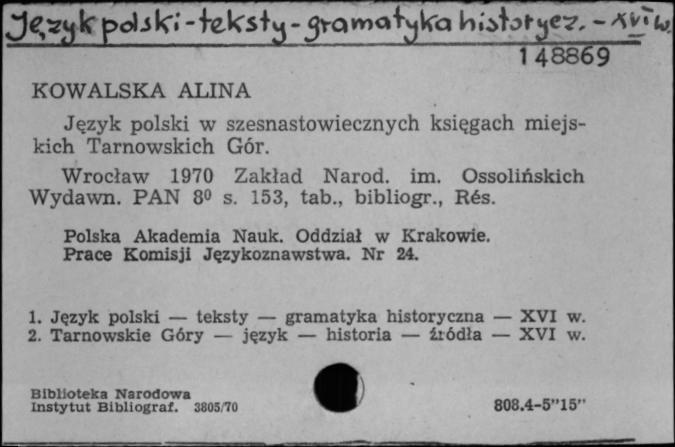 Język polski-teksty-gramatyka historycz.-XVI w.
148869
KOWALSKA ALINA
Język polski w szesnastowiecznych księgach miejs-
kich Tarnowskich Gór.
Wrocław 1970 Zakład Narod. im. Ossolińskich
Wydawn. PAN 8⁰ s. 153, tab., bibliogr., Rés.
Polska Akademia Nauk. Oddział w Krakowie.
Prace Komisji Językoznawstwa. Nr 24.
1. Język polski — teksty — gramatyka historyczna — XVI w.
2. Tarnowskie Góry — język — historia — źródła — XVI w.
Biblioteka Narodowa
Instytut Bibliograf. 3805/70
808.4-5"15"